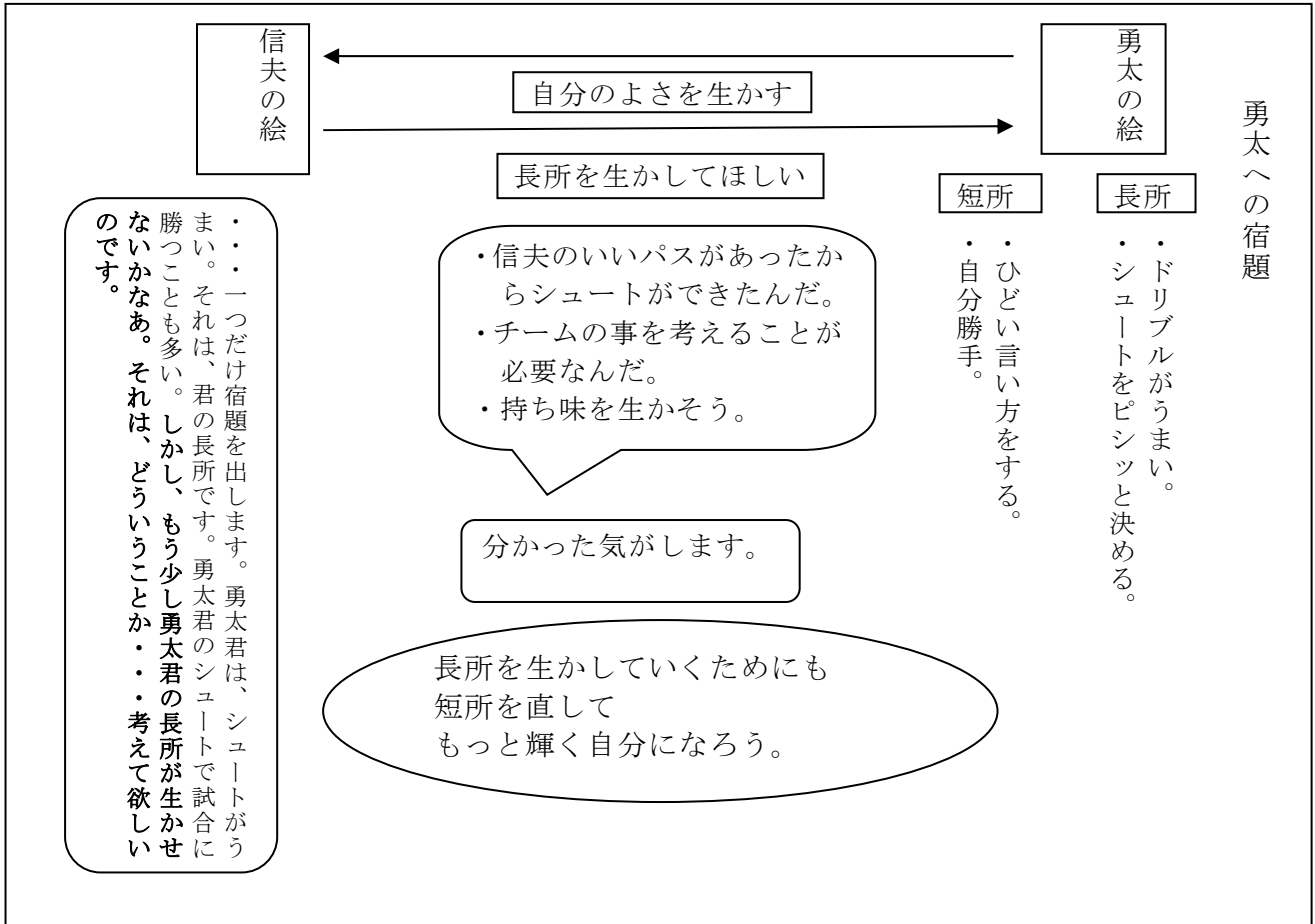 勇太への宿題
勇太の絵
長所
・ドリブルがうまい。
・シュートをピシッと決める。
短所
・ひどい言い方をする。
・自分勝手。
自分のよさを生かす
長所を生かしてほしい
信夫の絵
・信夫のいいパスがあったか
らシュートができたんだ。
・チームの事を考えることが
必要なんだ。
・持ち味を生かそう。
分かった気がします。
長所を生かしていくためにも
短所を直して
もっと輝く自分になろう。
・・・一つだけ宿題を出します。勇太君は、シュートがう
まい。それは、君の長所です。勇太君のシュートで試合に
勝つことも多い。しかし、もう少し勇太君の長所が生かせ
ないかなあ。それは、どういうことか・・・考えて欲しい
のです。